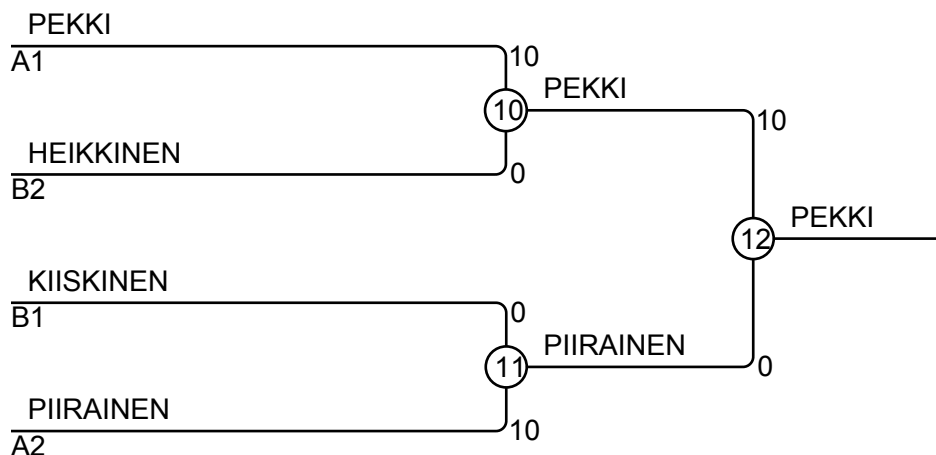 PEKKI
A1
10
10
PEKKI
10
HEIKKINEN
B2
0
12
PEKKI
KIISKINEN
B1
0
11
PIIRAINEN
0
PIIRAINEN
A2
10